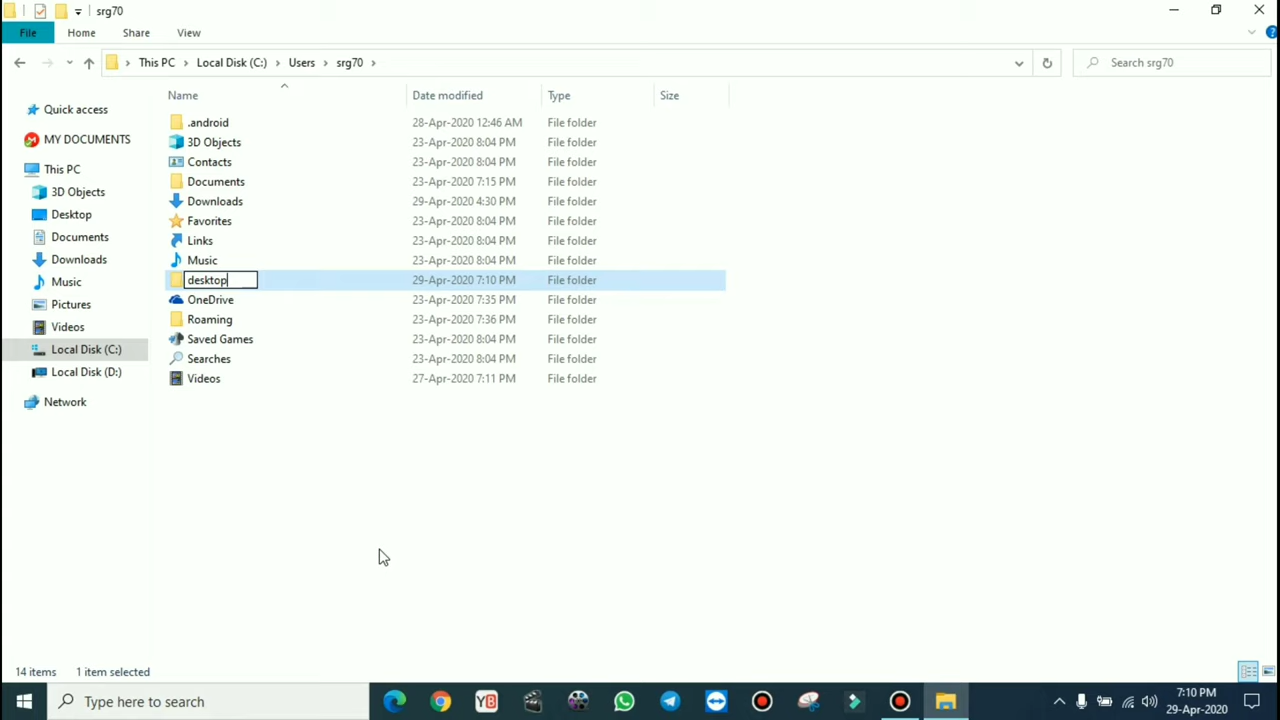 srg70
File Home Share View
This PC Local Disk (C:) Users srg70 Search srg70
Name Date modified Type Size
Quick access
MY DOCUMENTS
This PC
3D Objects
Desktop
Documents
Downloads
Music
Pictures
Videos
Local Disk (C:)
Local Disk (D:)
Network
.android 28-Apr-2020 12:46 AM File folder
3D Objects 23-Apr-2020 8:04 PM File folder
Contacts 23-Apr-2020 8:04 PM File folder
Documents 23-Apr-2020 7:15 PM File folder
Downloads 29-Apr-2020 4:30 PM File folder
Favorites 23-Apr-2020 8:04 PM File folder
Links 23-Apr-2020 8:04 PM File folder
Music 23-Apr-2020 8:04 PM File folder
desktop 29-Apr-2020 7:10 PM File folder
OneDrive 23-Apr-2020 7:35 PM File folder
Roaming 23-Apr-2020 7:36 PM File folder
Saved Games 23-Apr-2020 8:04 PM File folder
Searches 23-Apr-2020 8:04 PM File folder
Videos 27-Apr-2020 7:11 PM File folder
14 items 1 item selected
Type here to search
YB
7:10 PM
29-Apr-2020